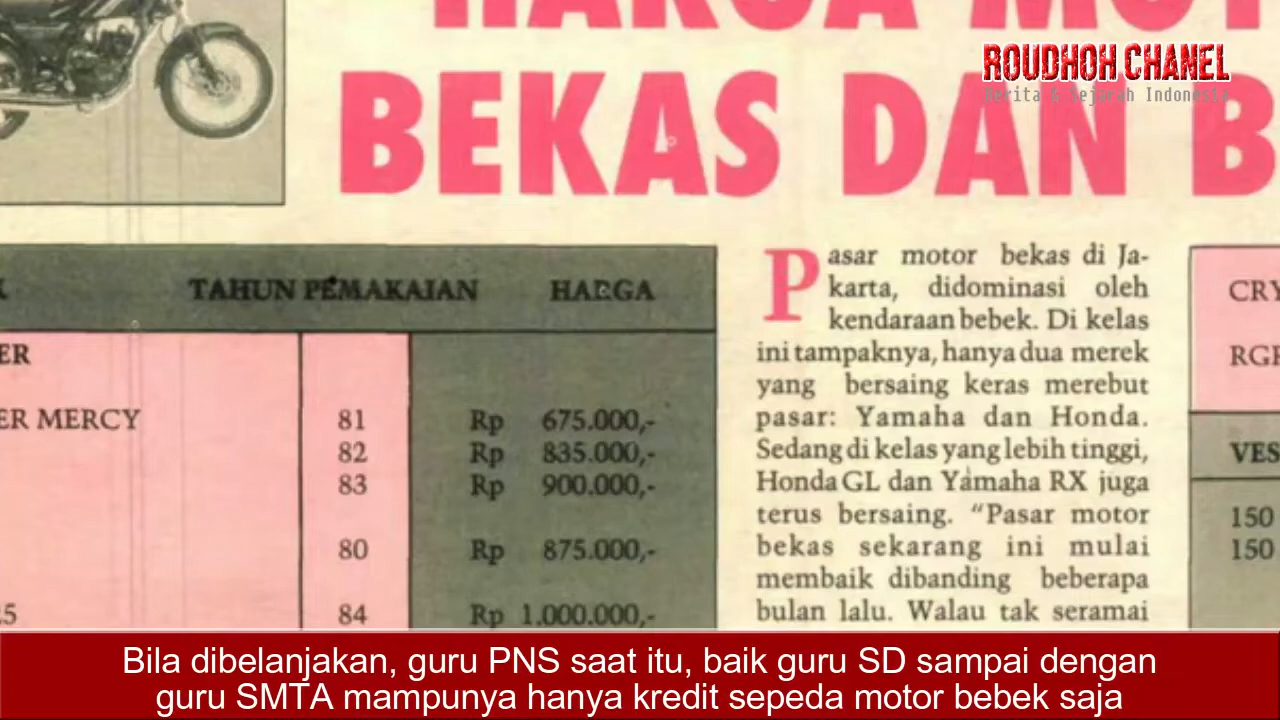 BEKAS DAN B
ROUDHOH CHANEL
Berita & Sejarah Indonesia
TAHUN PEMAKAIAN HARGA
ER
ER MERCY 81 Rp 675.000,-
82 Rp 835.000,-
83 Rp 900.000,-
80 Rp 875.000,-
25 84 Rp 1.000.000,-
Pasar motor bekas di Ja-
karta, didominasi oleh
kendaraan bebek. Di kelas
ini tampaknya, hanya dua merek
yang bersaing keras merebut
pasar: Yamaha dan Honda.
Sedang di kelas yang lebih tinggi,
Honda GL dan Yamaha RX juga
terus bersaing. “Pasar motor
bekas sekarang ini mulai
membaik dibanding beberapa
bulan lalu. Walau tak seramai
CRY
RGR
VES
150
150
Bila dibelanjakan, guru PNS saat itu, baik guru SD sampai dengan
guru SMTA mampunya hanya kredit sepeda motor bebek saja